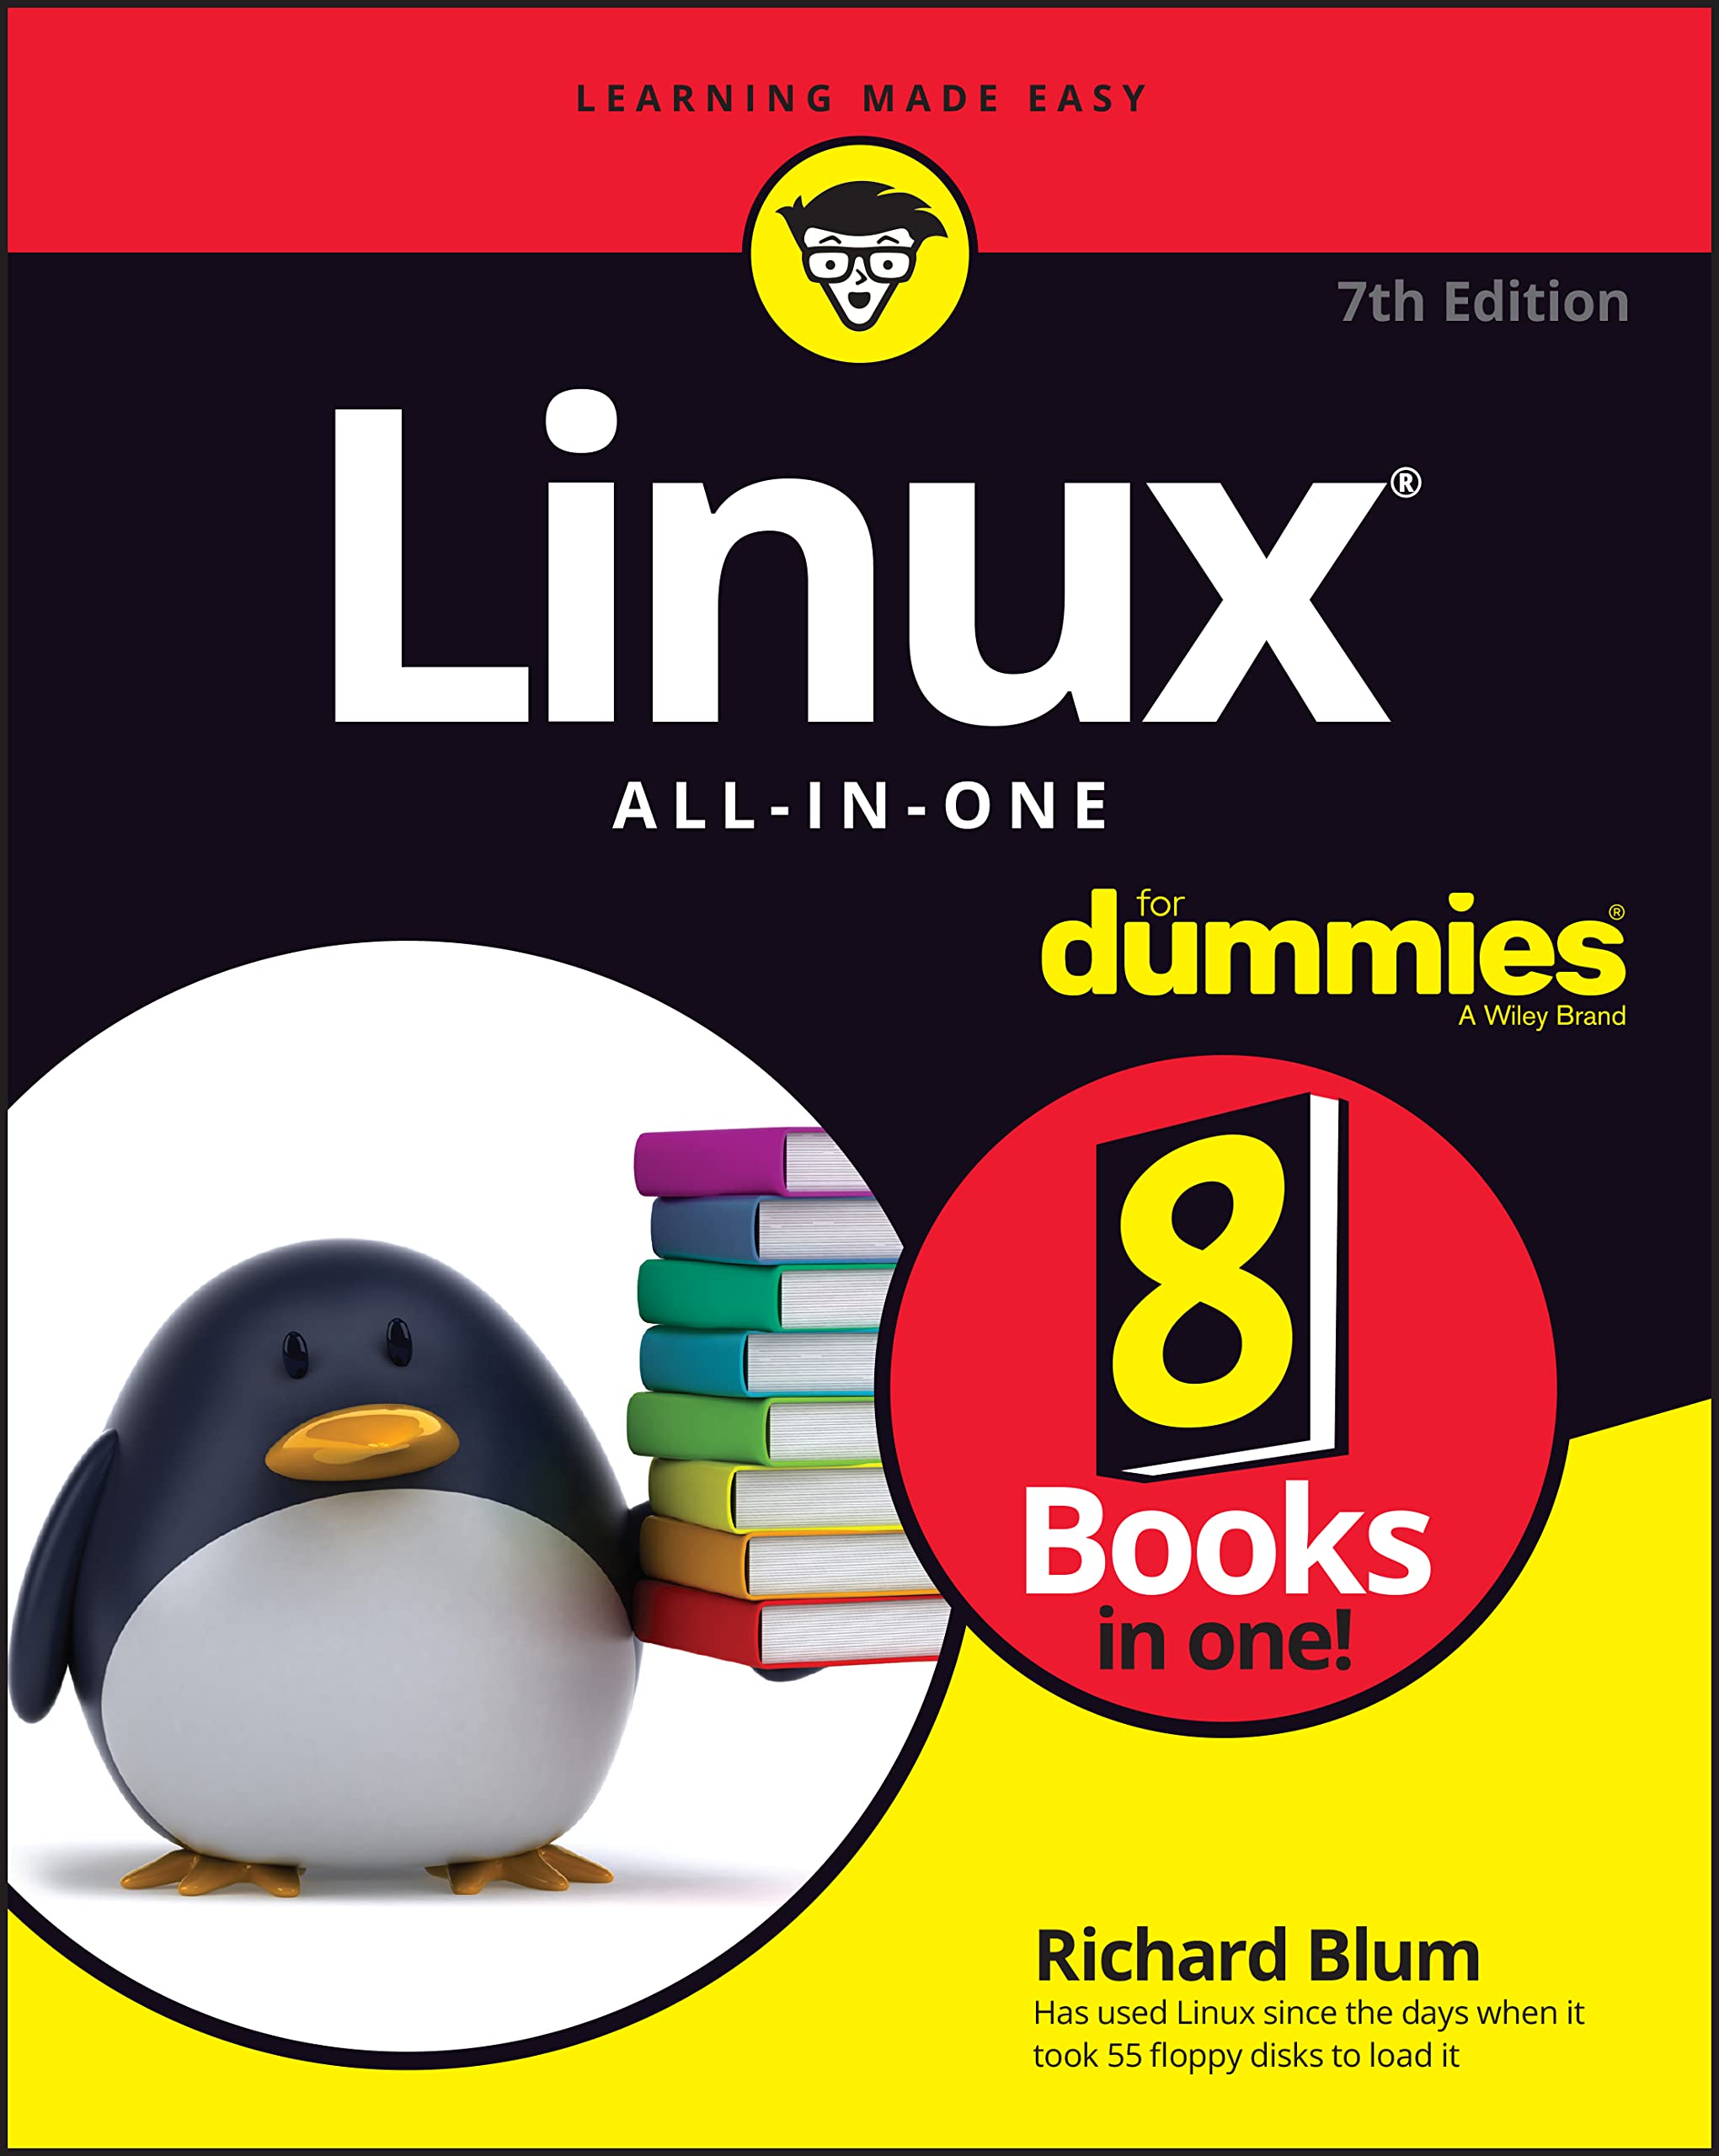 LEARNING MADE EASY
7th Edition
Linux®
ALL-IN-ONE
for
dummies®
A Wiley Brand
8
Books
in one!
Richard Blum
Has used Linux since the days when it
took 55 floppy disks to load it